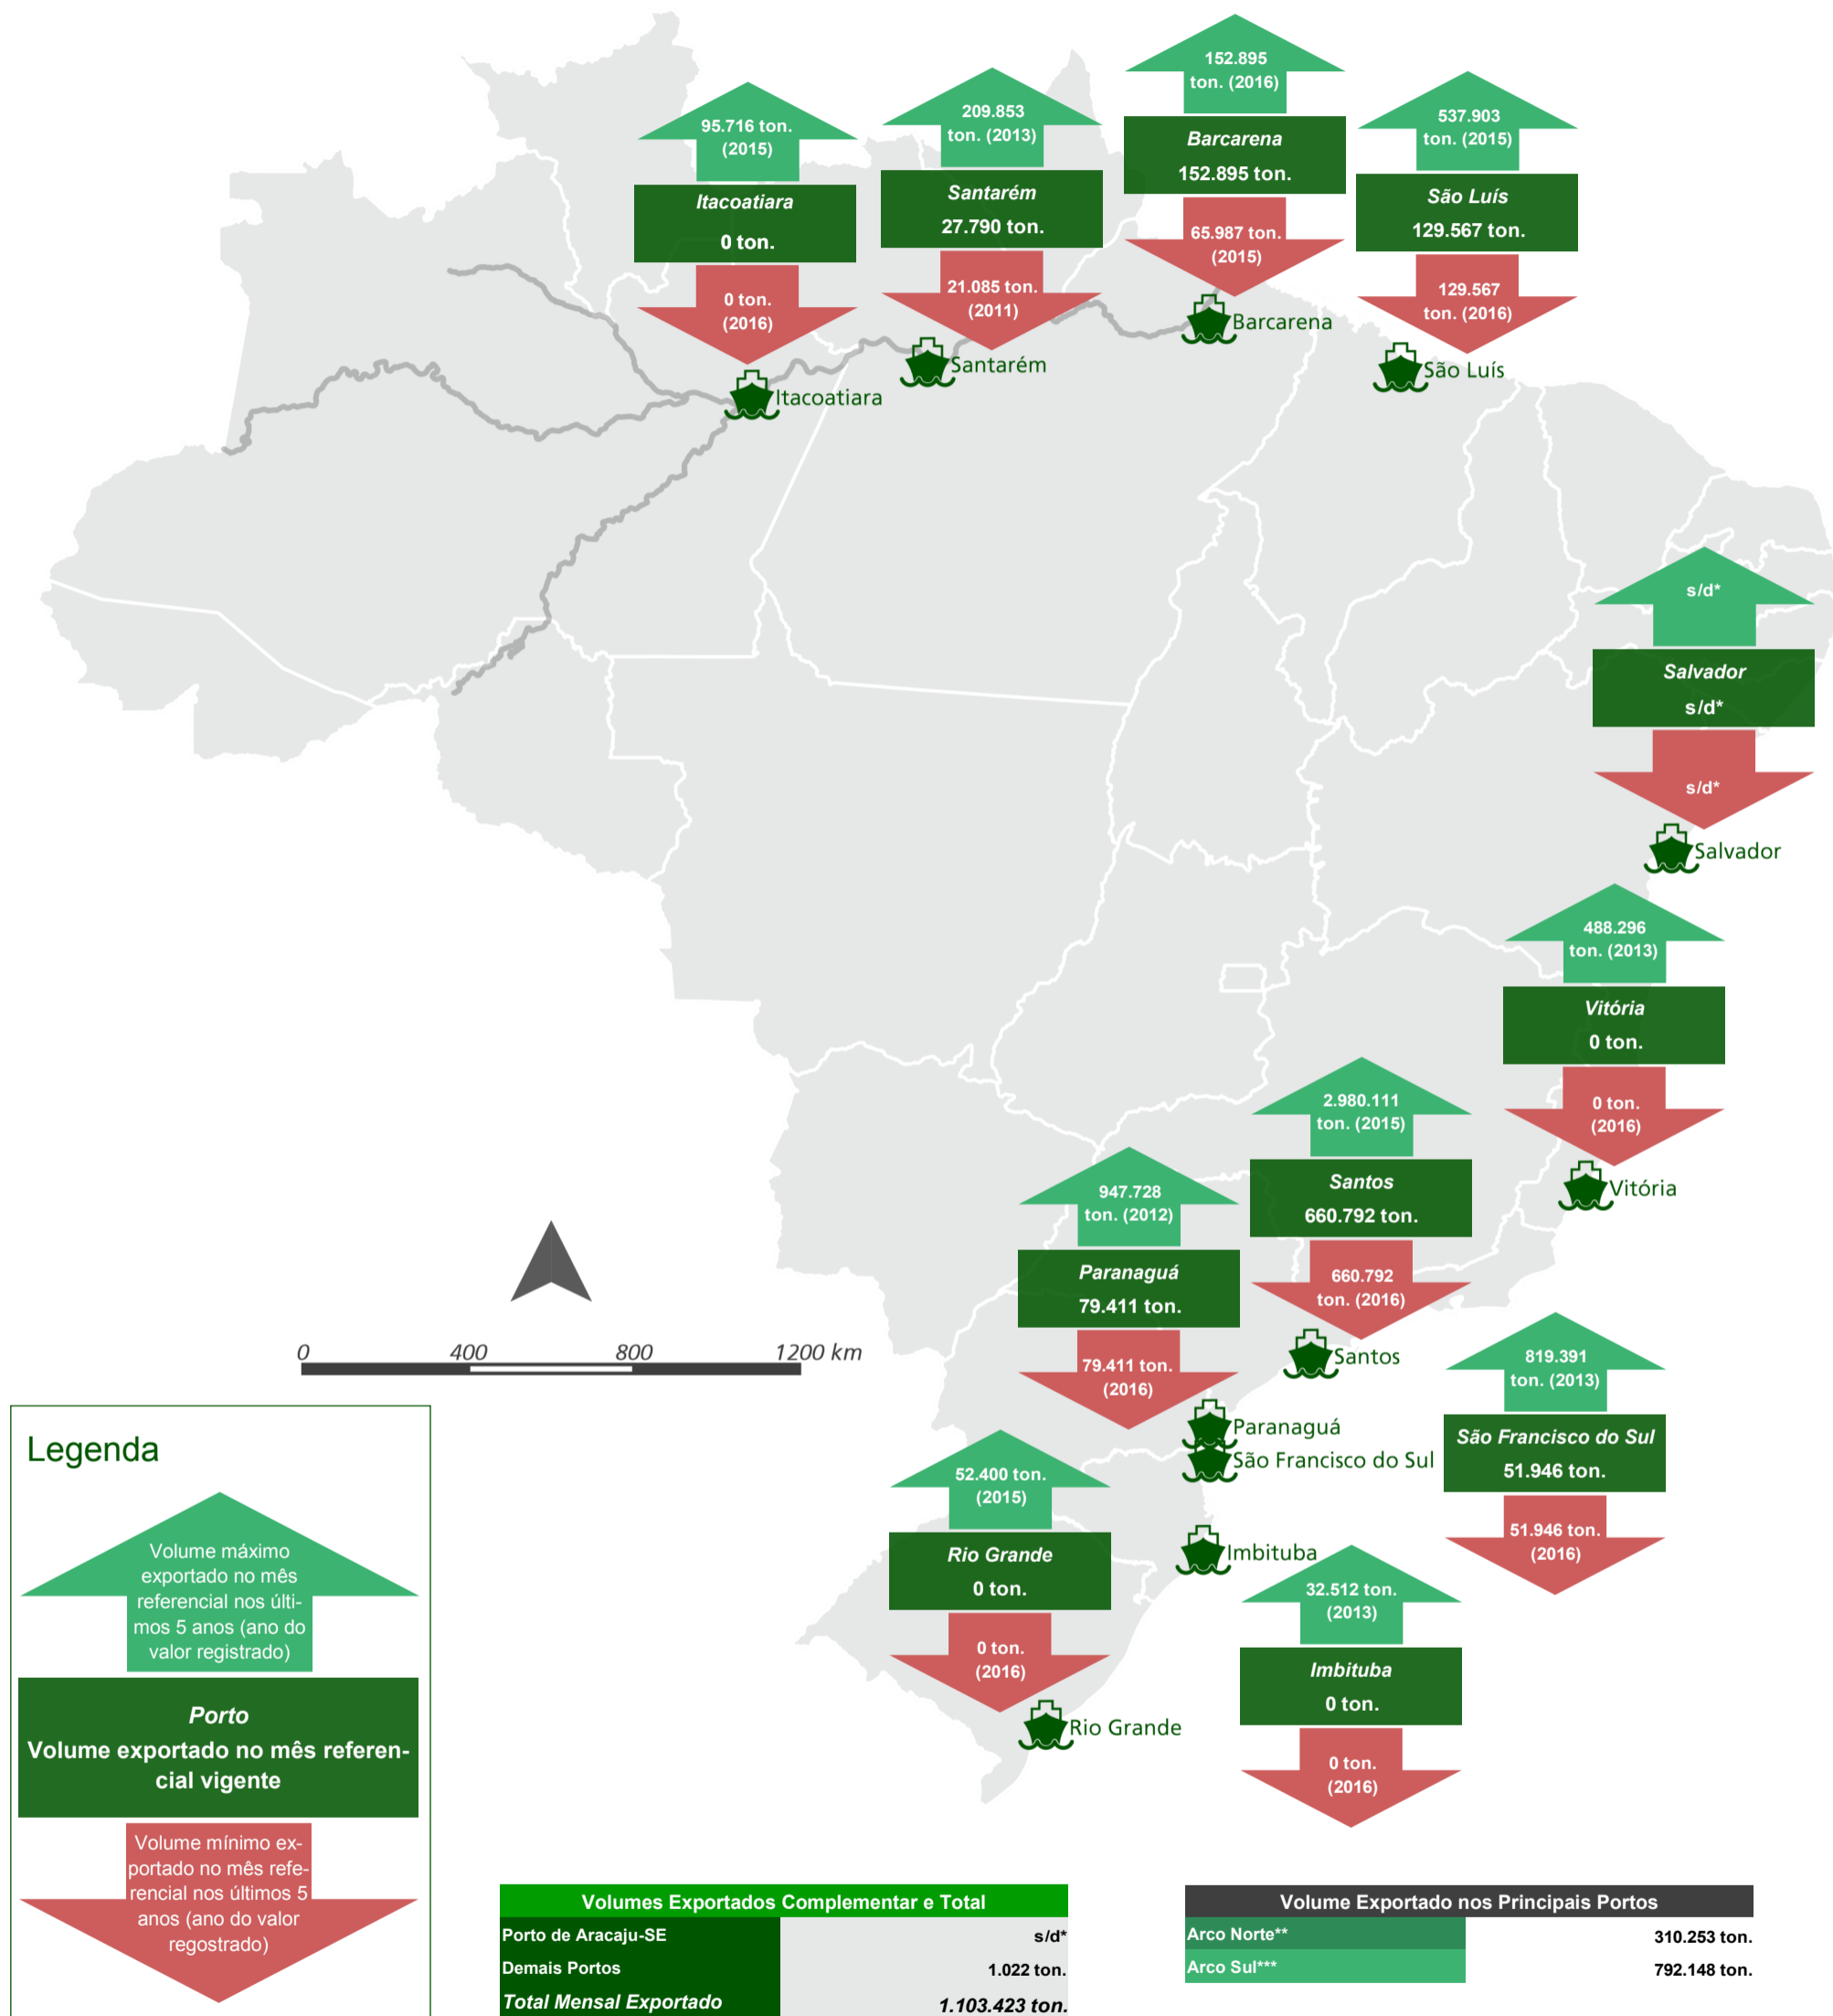 152.895
ton. (2016)
Barcarena
152.895 ton.
65.987 ton.
(2015)
209.853
ton. (2013)
Santarém
27.790 ton.
21.085 ton.
(2011)
537.903
ton. (2015)
São Luís
129.567 ton.
129.567
ton. (2016)
95.716 ton.
(2015)
Itacoatiara
0 ton.
0 ton.
(2016)
Barcarena
Santarém
São Luís
Itacoatiara
s/d*
Salvador
s/d*
s/d*
Salvador
488.296
ton. (2013)
Vitória
0 ton.
0 ton.
(2016)
Vitória
2.980.111
ton. (2015)
Santos
660.792 ton.
660.792
ton. (2016)
Santos
947.728
ton. (2012)
Paranaguá
79.411 ton.
79.411 ton.
(2016)
Paranaguá
São Francisco do Sul
819.391
ton. (2013)
São Francisco do Sul
51.946 ton.
51.946 ton.
(2016)
52.400 ton.
(2015)
Rio Grande
0 ton.
0 ton.
(2016)
Rio Grande
Imbituba
32.512 ton.
(2013)
Imbituba
0 ton.
0 ton.
(2016)
0 400 800 1200 km
Legenda
Volume máximo
exportado no mês
referencial nos últi-
mos 5 anos (ano do
valor registrado)
Porto
Volume exportado no mês referen-
cial vigente
Volume mínimo ex-
portado no mês refe-
rencial nos últimos 5
anos (ano do valor
regostrado)
Volumes Exportados Complementar e Total
Porto de Aracaju-SE s/d*
Demais Portos 1.022 ton.
Total Mensal Exportado 1.103.423 ton.
Volume Exportado nos Principais Portos
Arco Norte** 310.253 ton.
Arco Sul*** 792.148 ton.